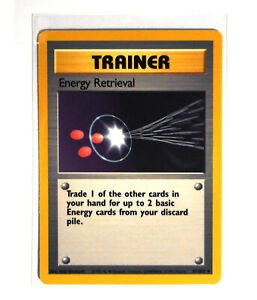 TRAINER
Energy Retrieval
Trade 1 of the other cards in
your hand for up to 2 basic
Energy cards from your discard
pile.